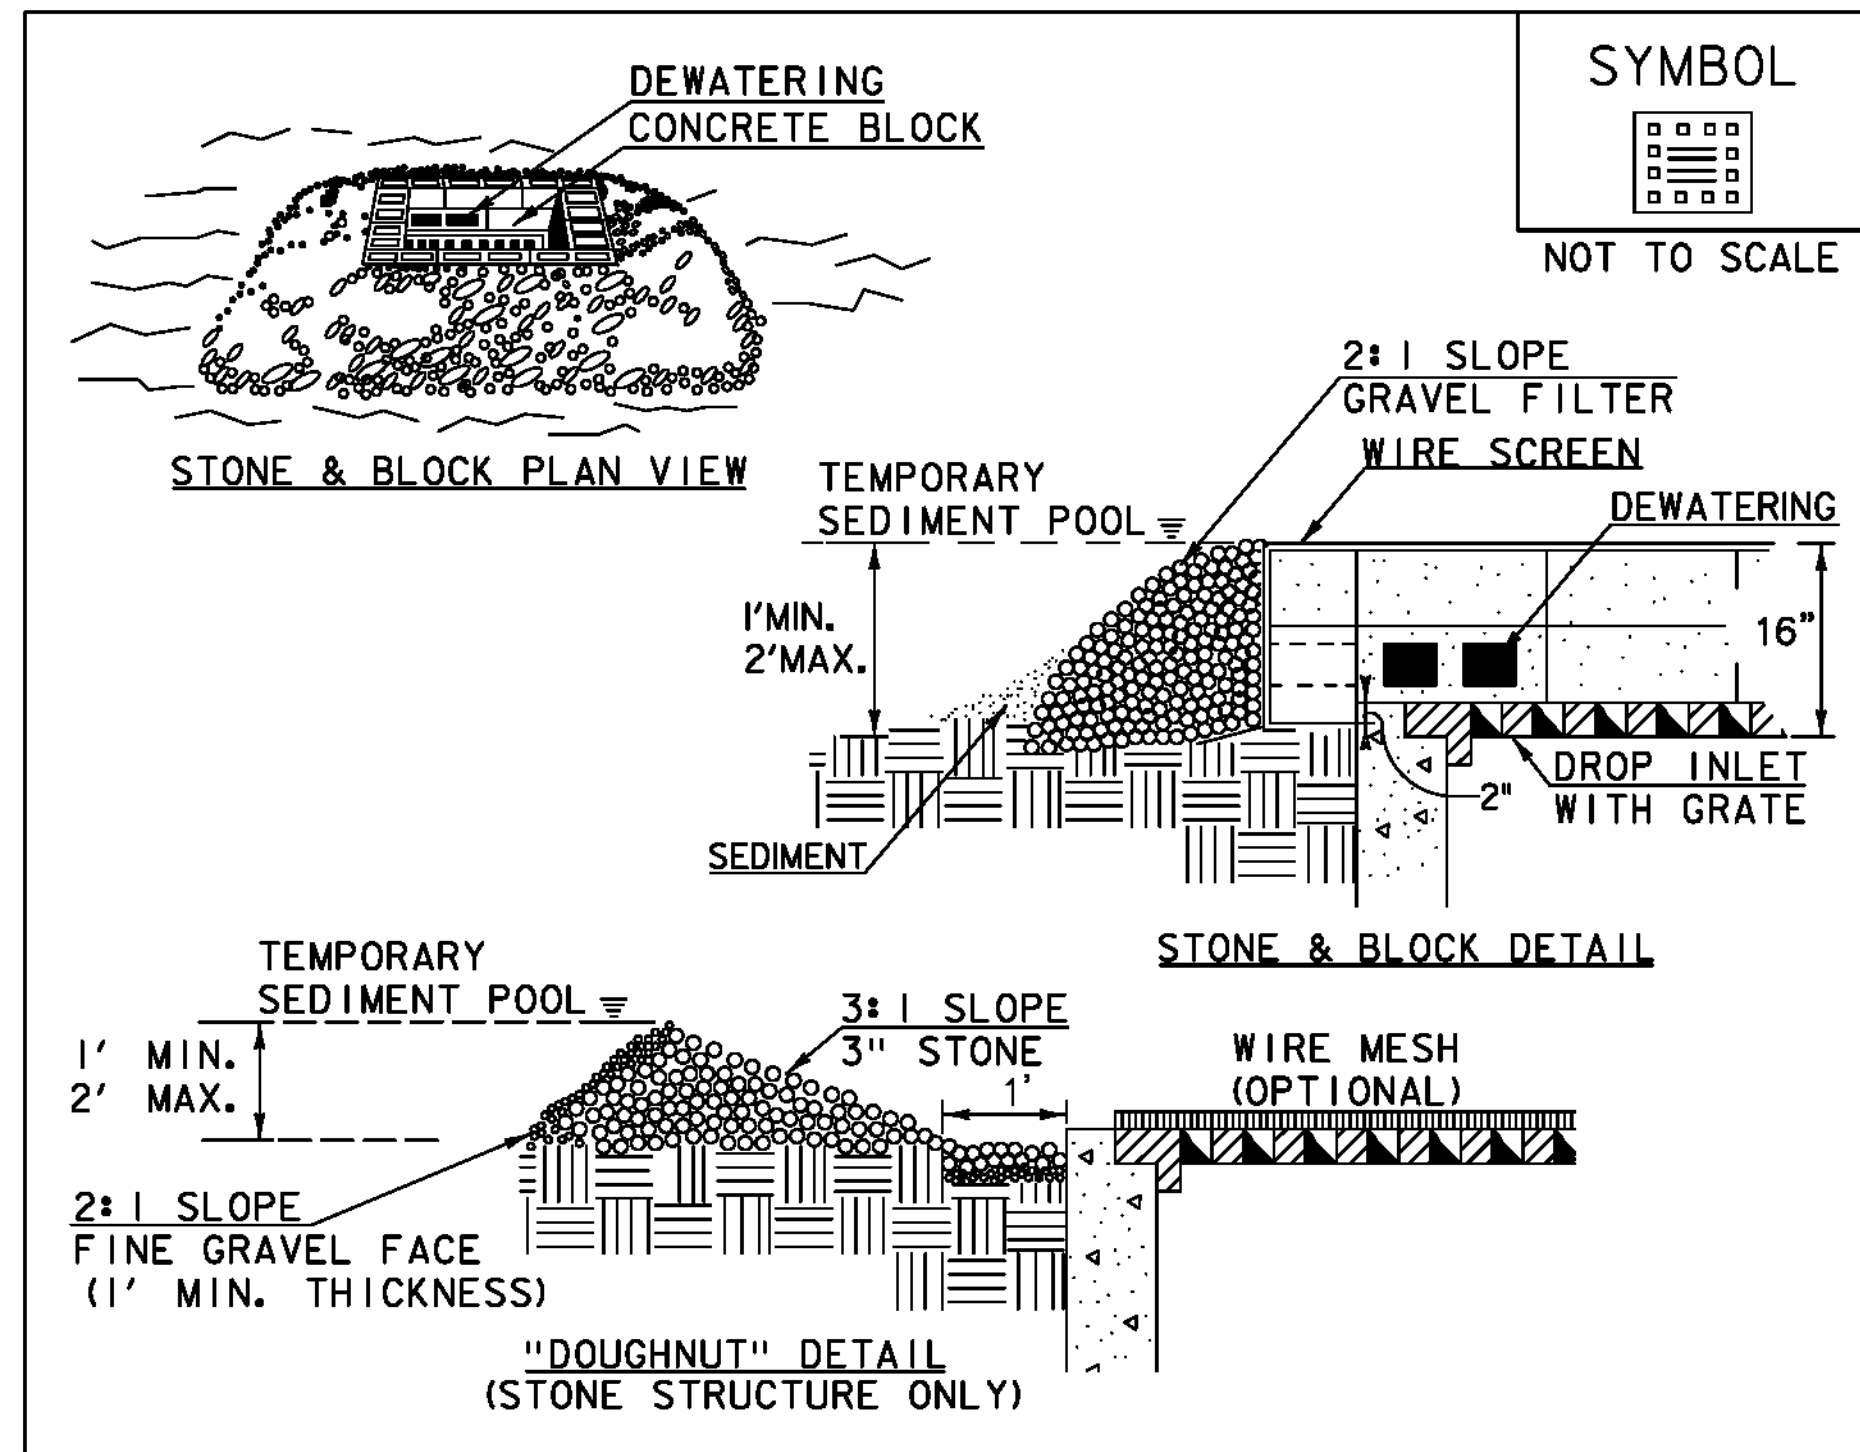 DEWATERING
CONCRETE BLOCK
STONE & BLOCK PLAN VIEW
SYMBOL
NOT TO SCALE
2:1 SLOPE
GRAVEL FILTER
WIRE SCREEN
DEWATERING
TEMPORARY
SEDIMENT POOL
1'MIN.
2'MAX.
16"
DROP INLET
WITH GRATE
2"
SEDIMENT
STONE & BLOCK DETAIL
TEMPORARY
SEDIMENT POOL
1' MIN.
2' MAX.
3:1 SLOPE
3" STONE
1'
WIRE MESH
(OPTIONAL)
2:1 SLOPE
FINE GRAVEL FACE
(1' MIN. THICKNESS)
"DOUGHNUT" DETAIL
(STONE STRUCTURE ONLY)